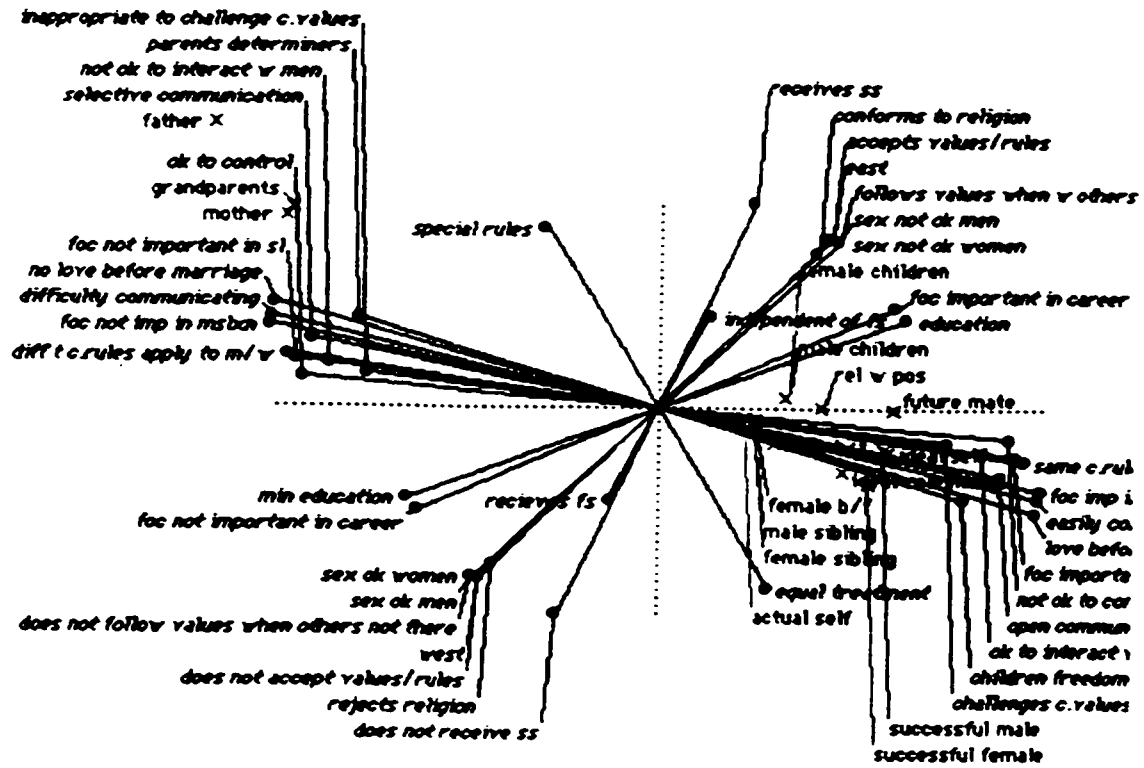 inappropriate to challenge c.values
parents determiners
not ok to interact w men
selective communication
father
ok to control
grandparents
mother
foc not important in sl
no love before marriage
difficulty communicating
foc not imp in msbcn
diff t c.rules apply to m/w
special rules
receives ss
conforms to religion
accepts values/rules
east
follows values when w others
sex not ok men
sex not ok women
female children
foc important in career
independent of fs
education
male children
rel w pos
future mate
same c.rul
foc imp i
easily co
love befo
foc importa
not ok to con
open commun
ok to interact
children freedom
challenges c.values
successful male
successful female
female b/
male sibling
female sibling
equal treatment
actual self
min education
foc not important in career
recieves fs
sex ok women
sex ok men
does not follow values when others not there
west
does not accept values/rules
rejects religion
does not receive ss